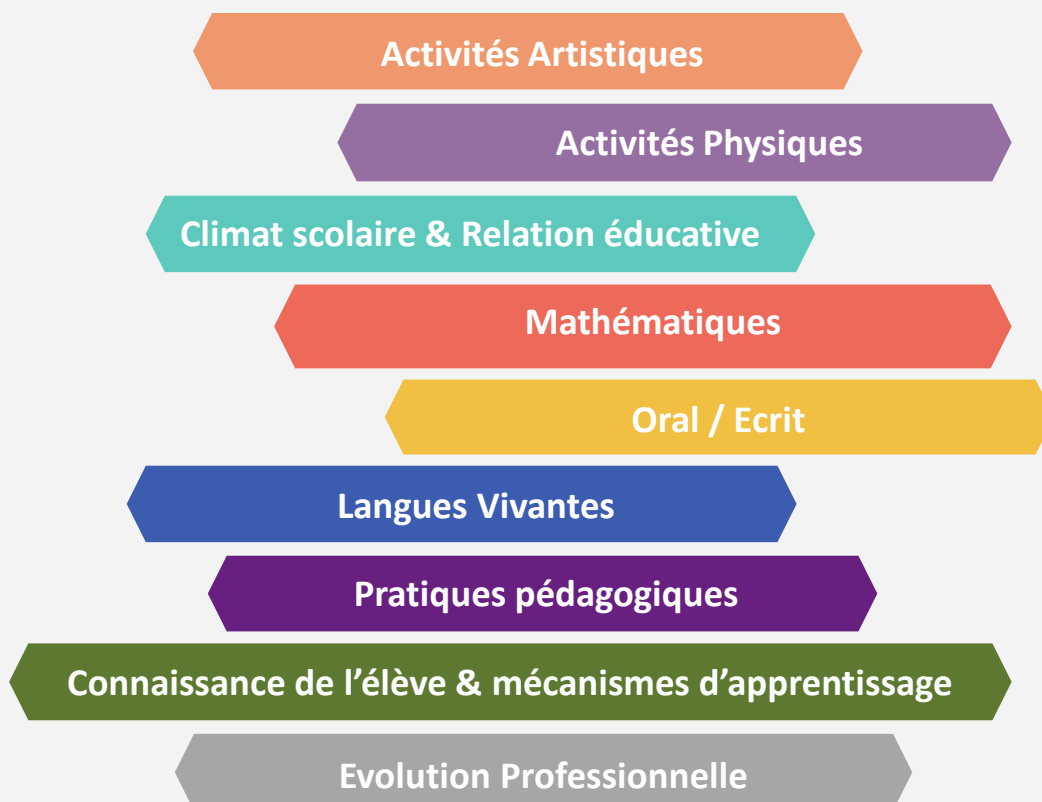 Activités Artistiques
Activités Physiques
Climat scolaire & Relation éducative
Mathématiques
Oral / Ecrit
Langues Vivantes
Pratiques pédagogiques
Connaissance de l’élève & mécanismes d’apprentissage
Evolution Professionnelle